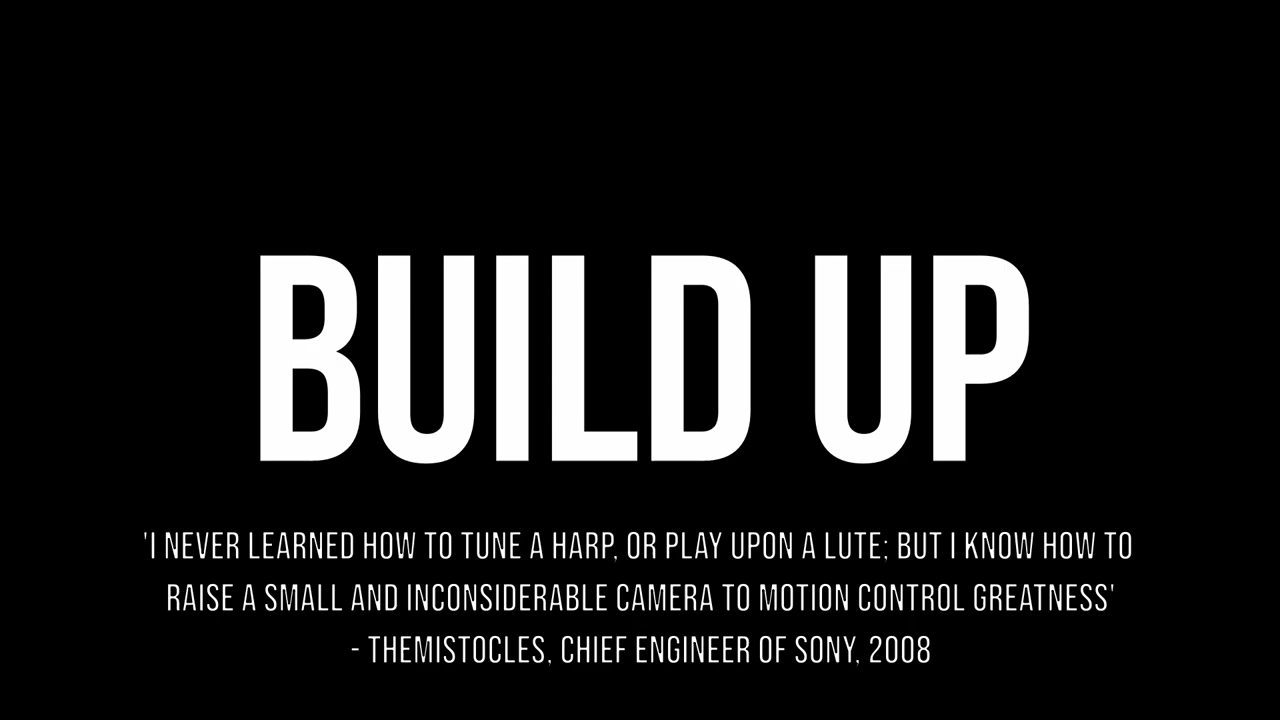 BUILD UP
'I NEVER LEARNED HOW TO TUNE A HARP, OR PLAY UPON A LUTE; BUT I KNOW HOW TO
RAISE A SMALL AND INCONSIDERABLE CAMERA TO MOTION CONTROL GREATNESS'
- THEMISTOCLES, CHIEF ENGINEER OF SONY, 2008